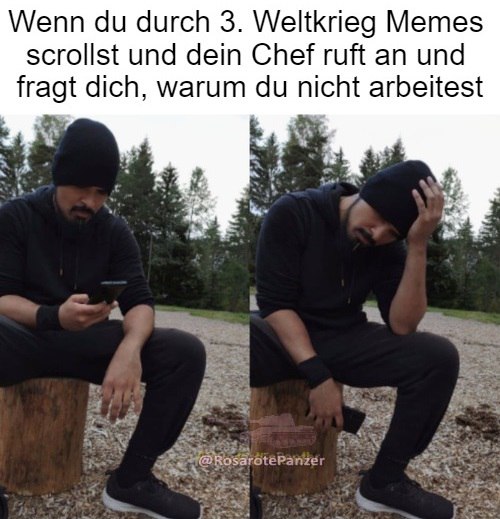 Wenn du durch 3. Weltkrieg Memes
scrollst und dein Chef ruft an und
fragt dich, warum du nicht arbeitest
@RosarotePanzer